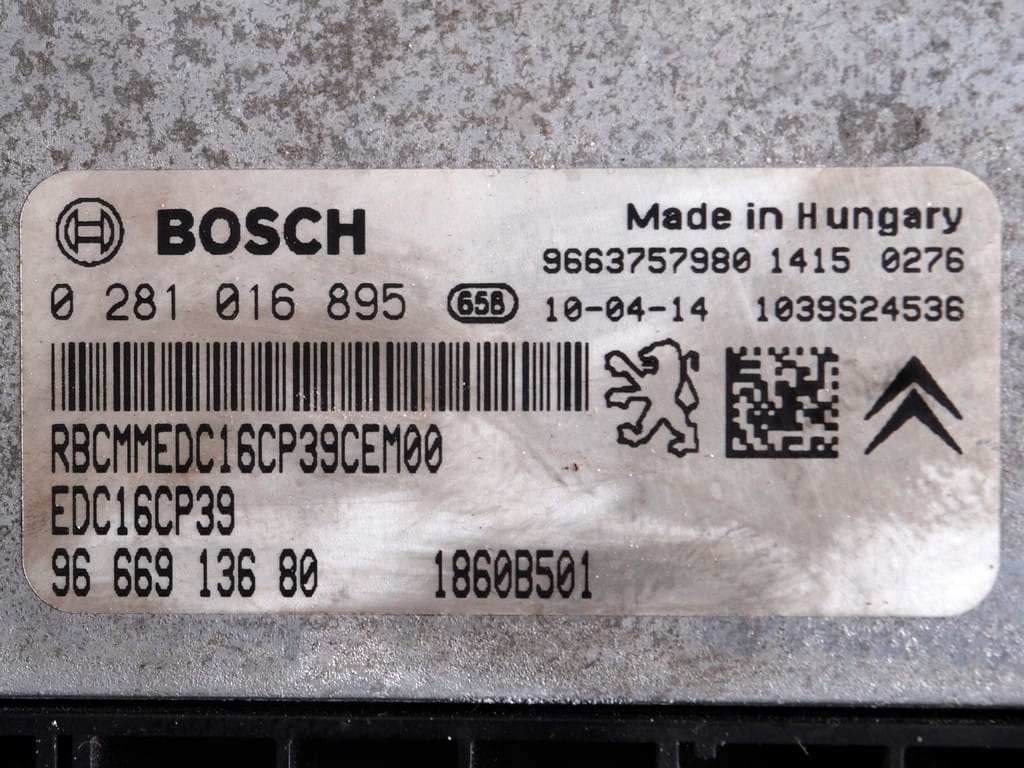 BOSCH
Made in Hungary
9663757980 1415 0276
0 281 016 895 658 10-04-14 1039S24536
RBCMMEDC16CP39CEM00
EDC16CP39
96 669 136 80 1860B501